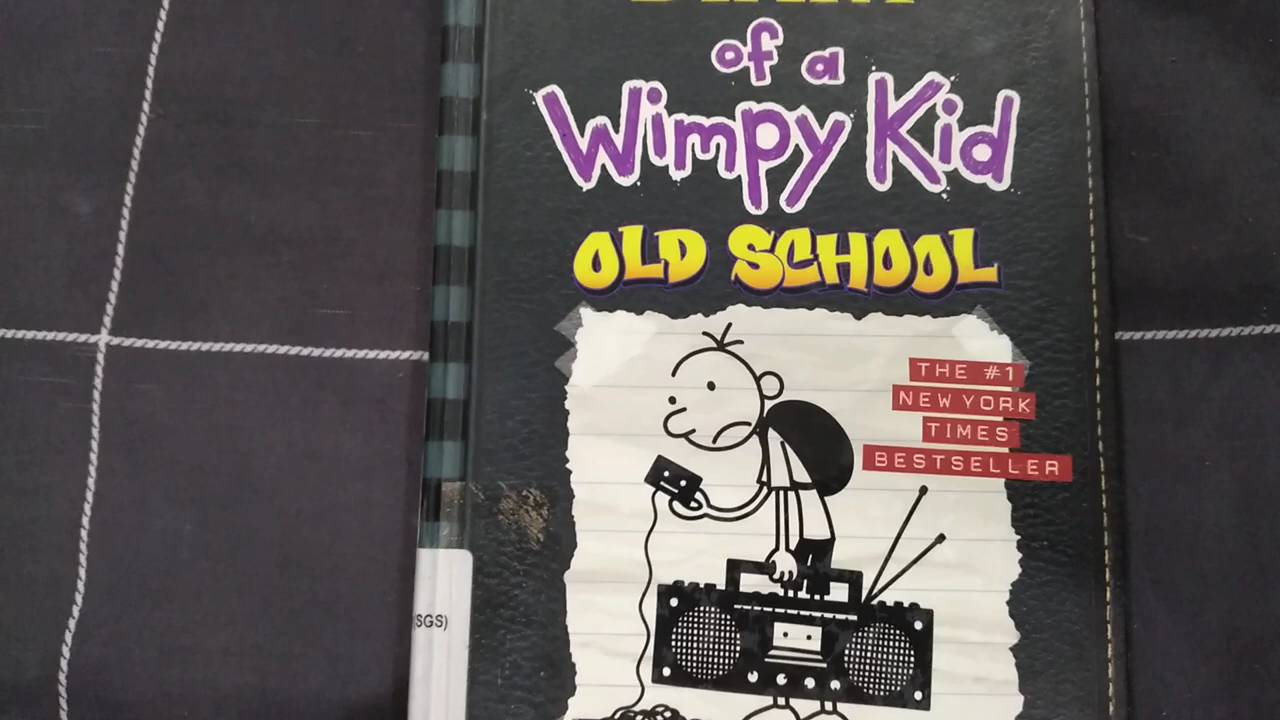 of a
Wimpy Kid
OLD SCHOOL
THE #1
NEW YORK
TIMES
BESTSELLER
(SGS)